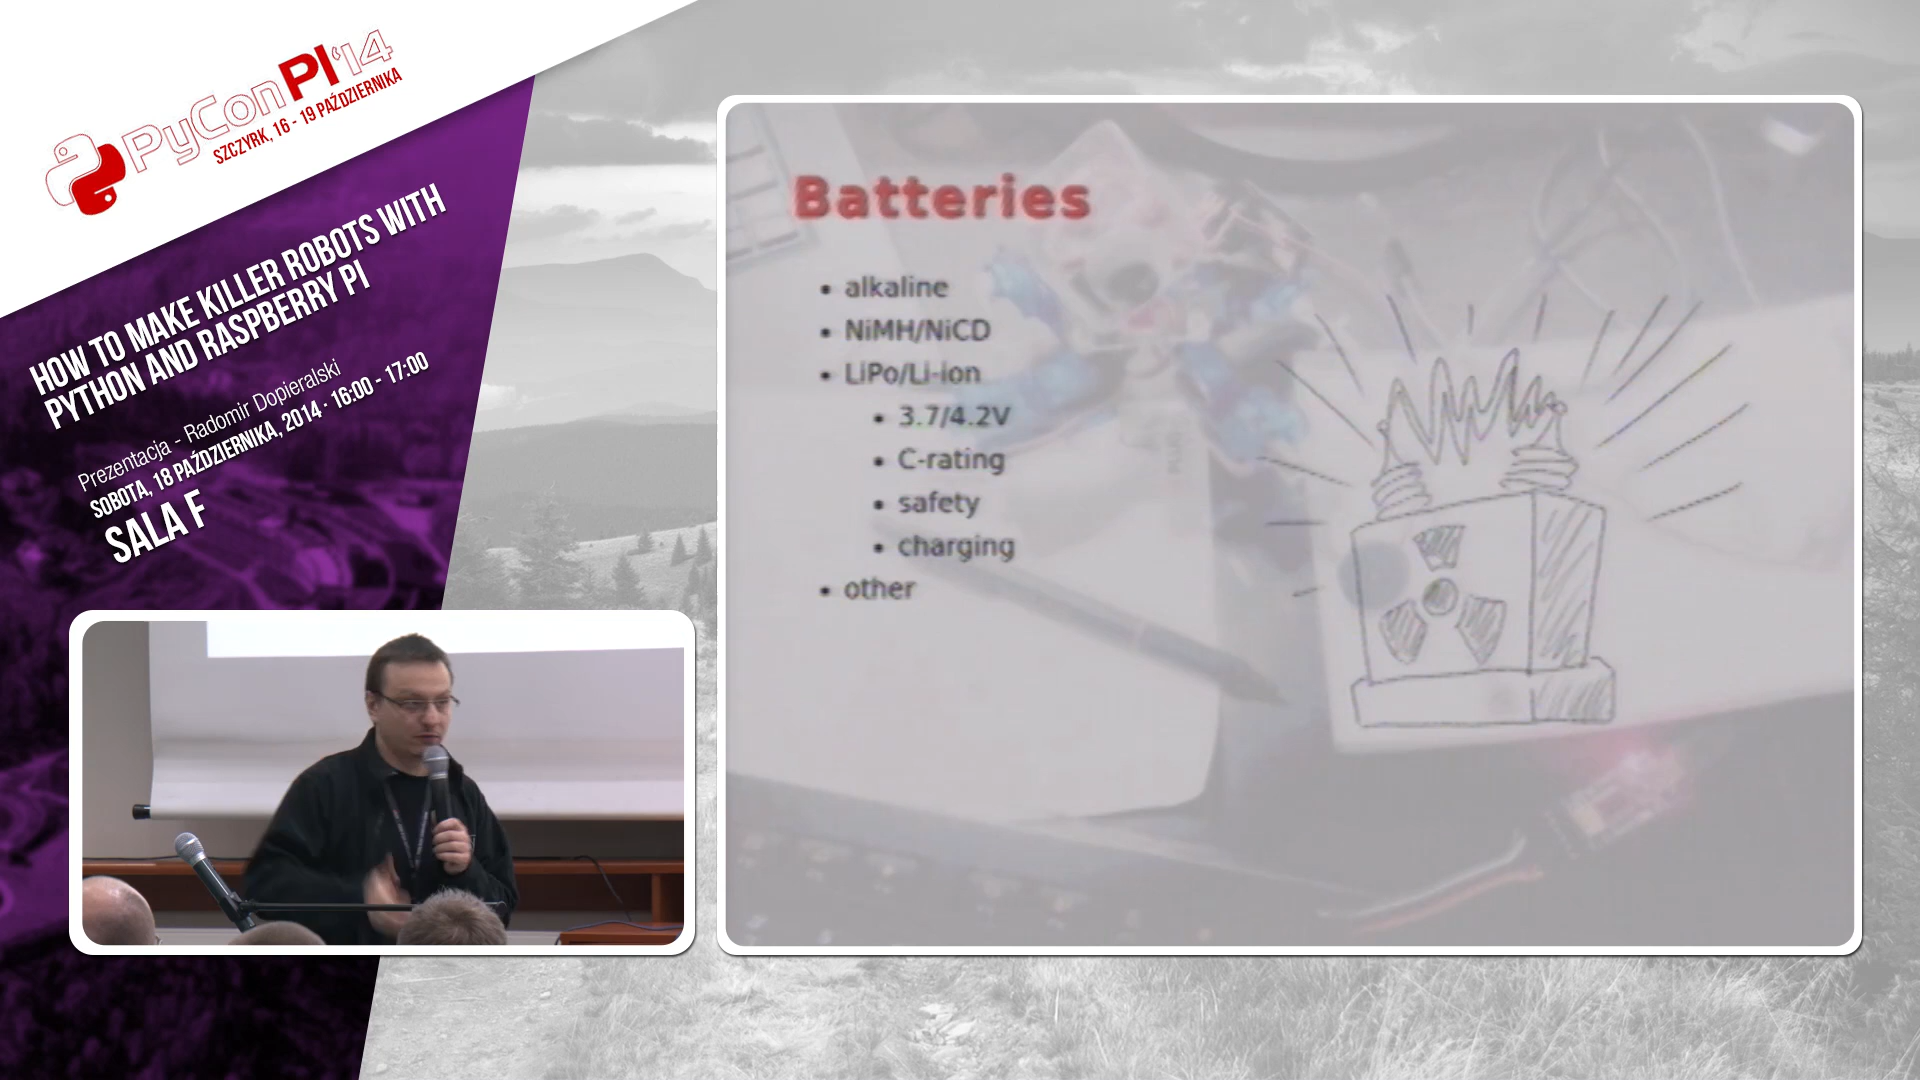 PyConPl'14
SZCZYRK, 16 - 19 PAŹDZIERNIKA
HOW TO MAKE KILLER ROBOTS WITH
PYTHON AND RASPBERRY PI
Prezentacja - Radomir Dopieralski
SOBOTA, 18 PAŹDZIERNIKA, 2014 · 16:00 - 17:00
SALA F
Batteries
• alkaline
• NiMH/NiCD
• LiPo/Li-ion
• 3.7/4.2V
• C-rating
• safety
• charging
• other